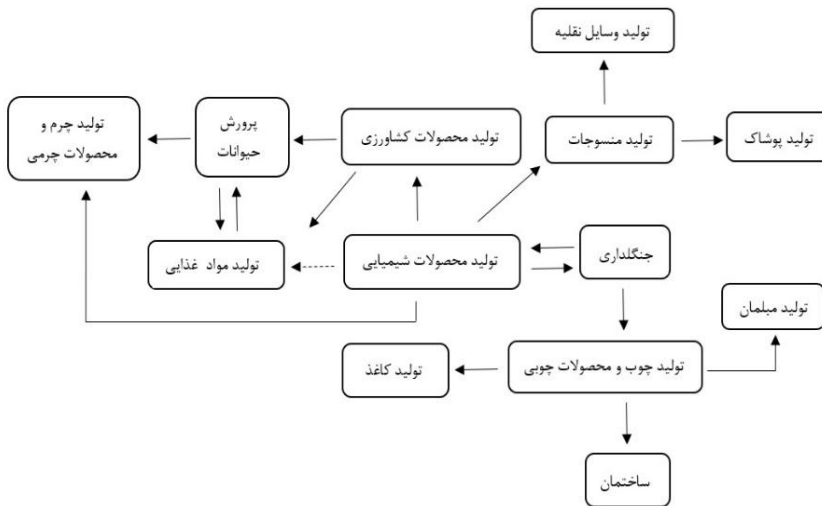 تولید وسایل نقلیه
تولید چرم و
محصولات چرمی
پرورش
حیوانات
تولید محصولات کشاورزی
تولید منسوجات
تولید پوشاک
تولید مواد غذایی
تولید محصولات شیمیایی
جنگلداری
تولید مبلمان
تولید کاغذ
تولید چوب و محصولات چوبی
ساختمان